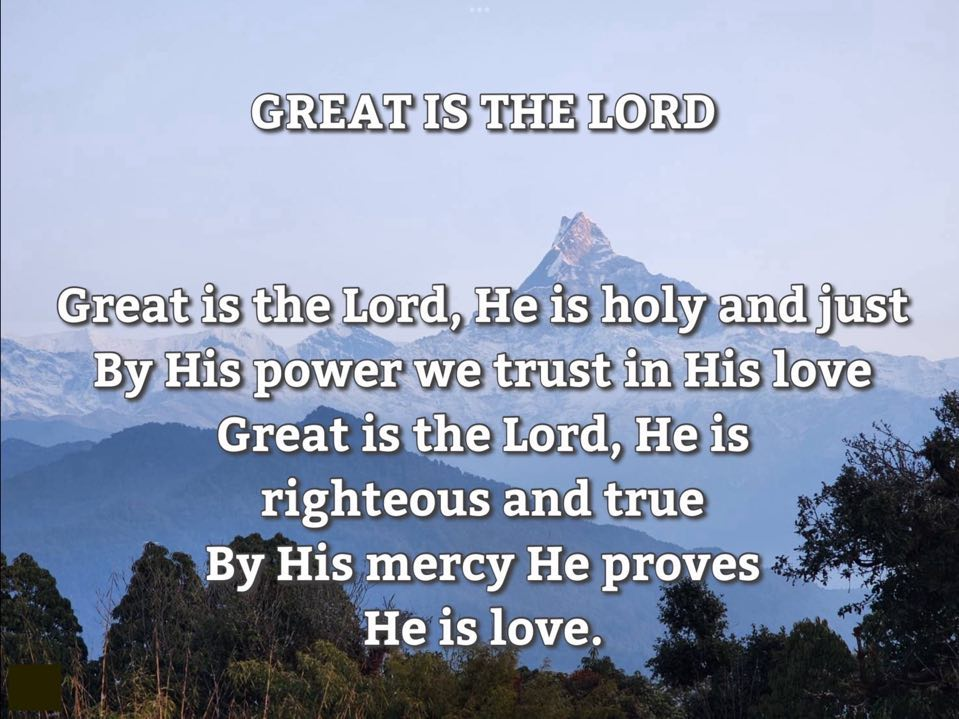 GREAT IS THE LORD
Great is the Lord, He is holy and just
By His power we trust in His love
Great is the Lord, He is
righteous and true
By His mercy He proves
He is love.